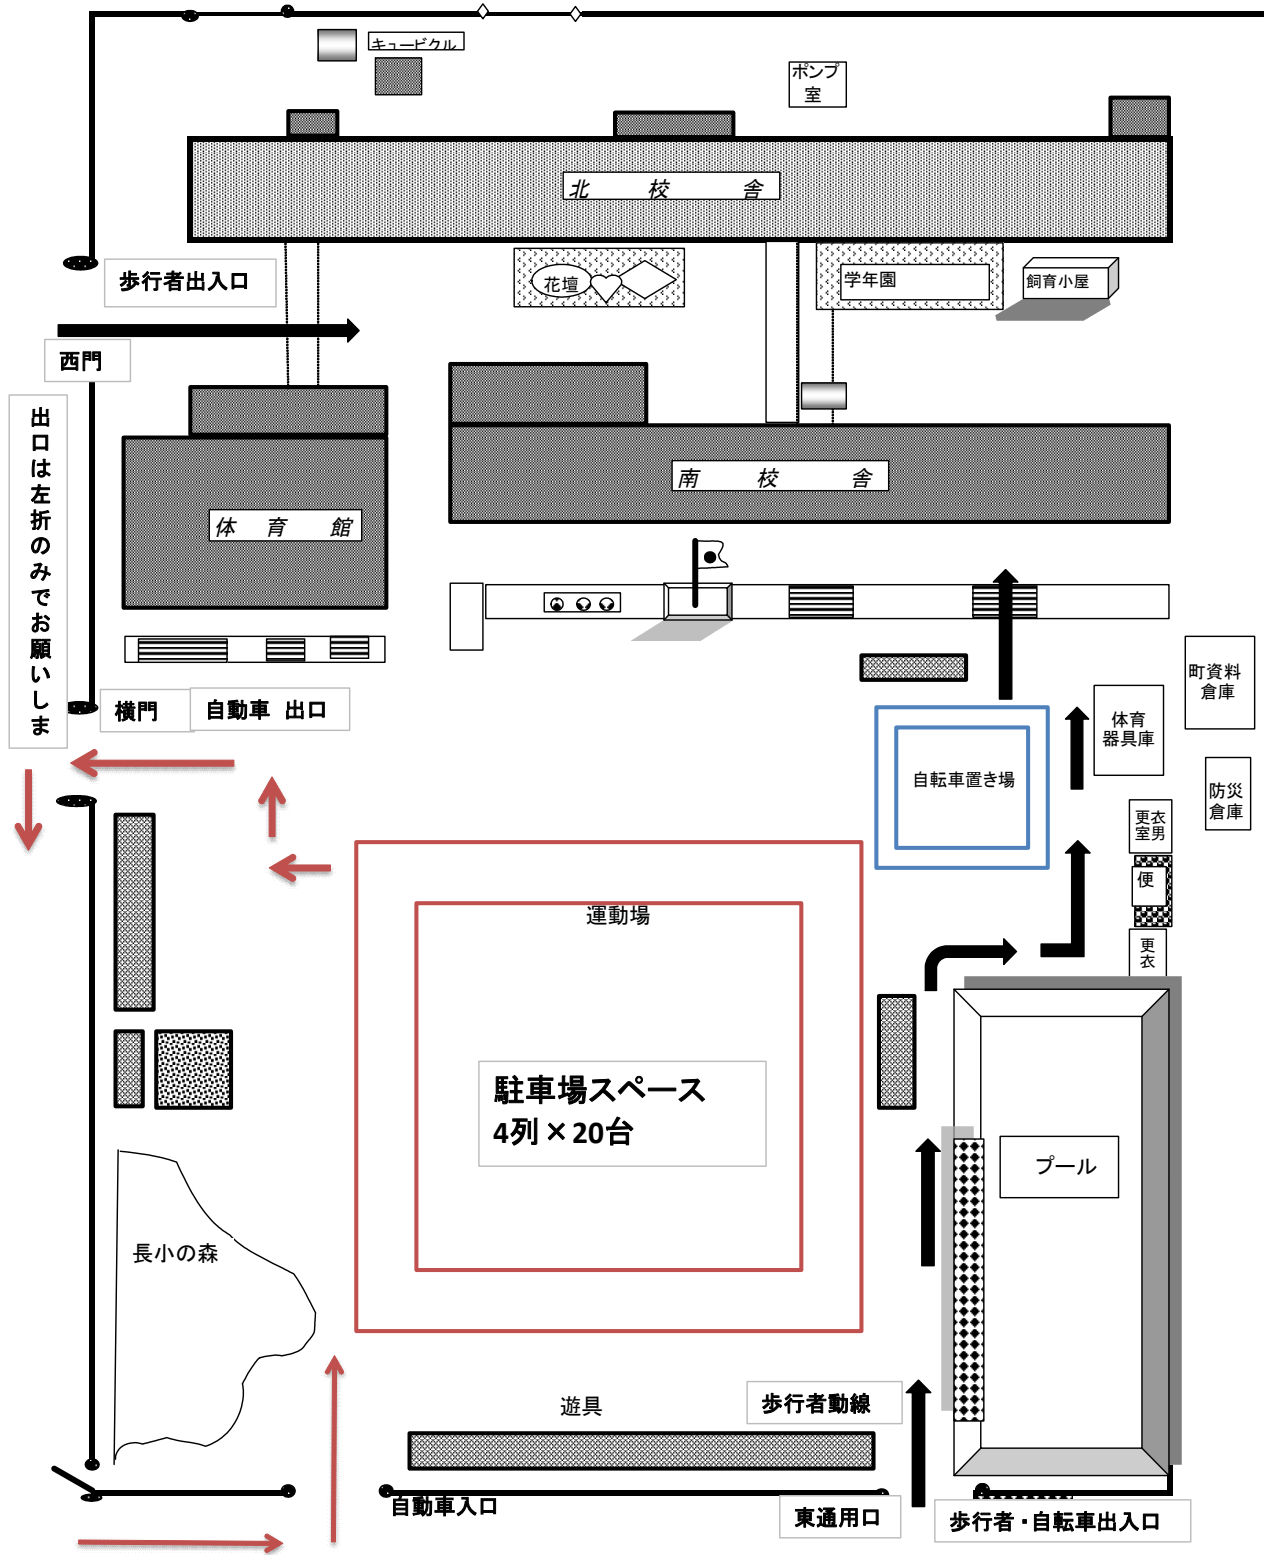 キュービクル
ポンプ
室
北校舎
歩行者出入口
花壇
学年園
飼育小屋
西門
出口は左折のみでお願いしま
南校舎
体育館
町資料
倉庫
横門
自動車 出口
体育
器具庫
自転車置き場
防災
倉庫
更衣
室男
便
運動場
更
衣
駐車場スペース
4列×20台
プール
長小の森
遊具
歩行者動線
自動車入口
東通用口
歩行者・自転車出入口